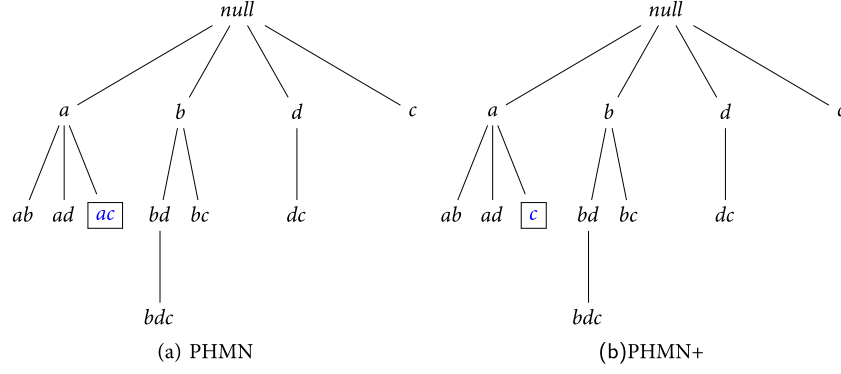 null null
a b d c a b d c
ab ad ac bd bc dc ab ad c bd bc dc
bdc bdc
(a) PHMN (b)PHMN+